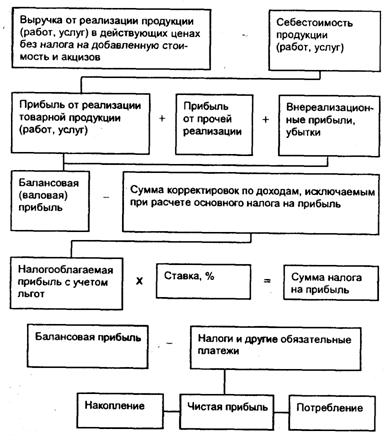 Выручка от реализации продукции
(работ, услуг) в действующих ценах
без налога на добавленную стои-
мость и акцизов
Себестоимость
продукции
(работ, услуг)
Прибыль от реализации
товарной продукции
(работ, услуг)
+
Прибыль
от прочей
реализации
+
Внереализацион-
ные прибыли,
убытки
Балансовая
(валовая)
прибыль
–
Сумма корректировок по доходам, исключаемым
при расчете основного налога на прибыль
Налогооблагаемая
прибыль с учетом
льгот
X
Ставка, %
=
Сумма налога
на прибыль
Балансовая прибыль
–
Налоги и другие обязательные
платежи
Накопление
Чистая прибыль
Потребление